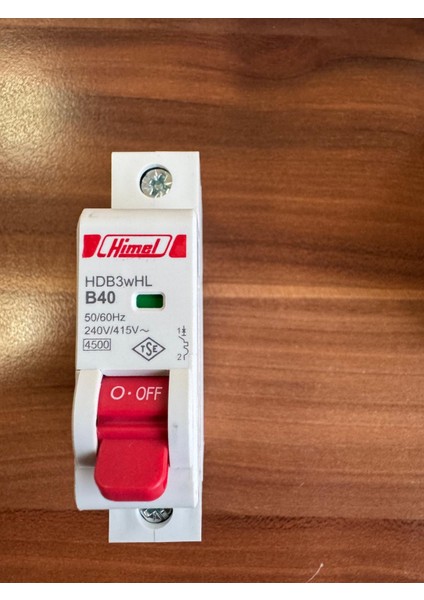 Himel
HDB3wHL
B40
50/60Hz
240V/415V~
4500
TSE
1
2
O · OFF